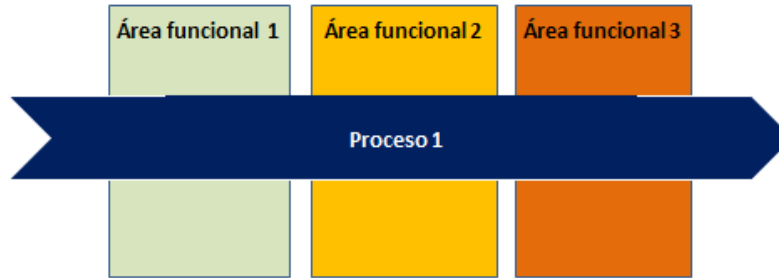 Área funcional 1
Área funcional 2
Área funcional 3
Proceso 1